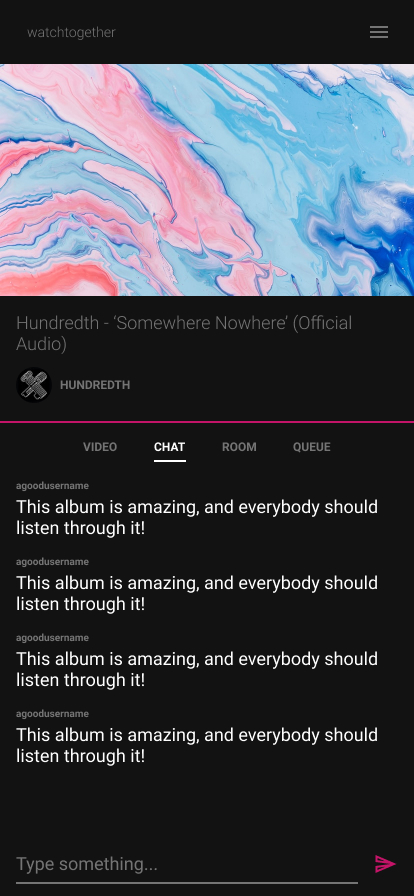 watchtogether
Hundredth - ‘Somewhere Nowhere’ (Official
Audio)
HUNDREDTH
VIDEO CHAT ROOM QUEUE
agoodusername
This album is amazing, and everybody should
listen through it!
agoodusername
This album is amazing, and everybody should
listen through it!
agoodusername
This album is amazing, and everybody should
listen through it!
agoodusername
This album is amazing, and everybody should
listen through it!
Type something...